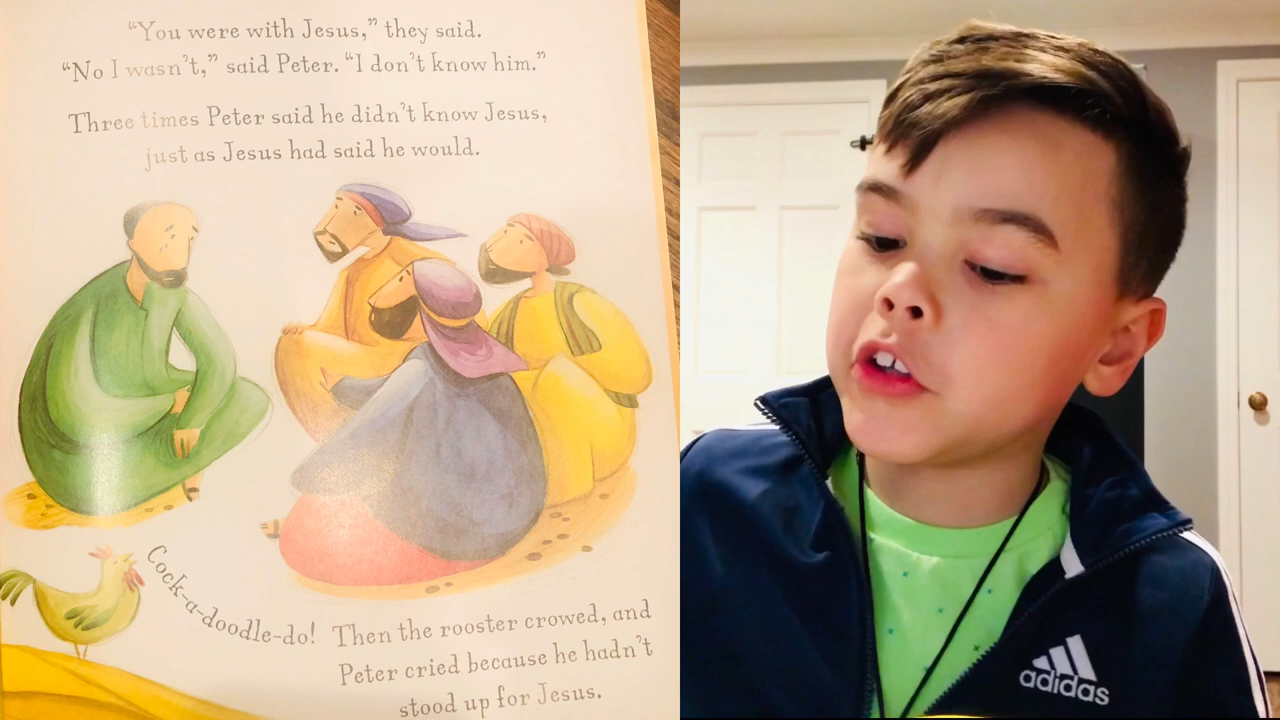 “You were with Jesus,” they said.
“No I wasn’t,” said Peter. “I don’t know him.”
Three times Peter said he didn’t know Jesus,
just as Jesus had said he would.
Cock-a-doodle-do!
Then the rooster crowed, and
Peter cried because he hadn’t
stood up for Jesus.
adidas